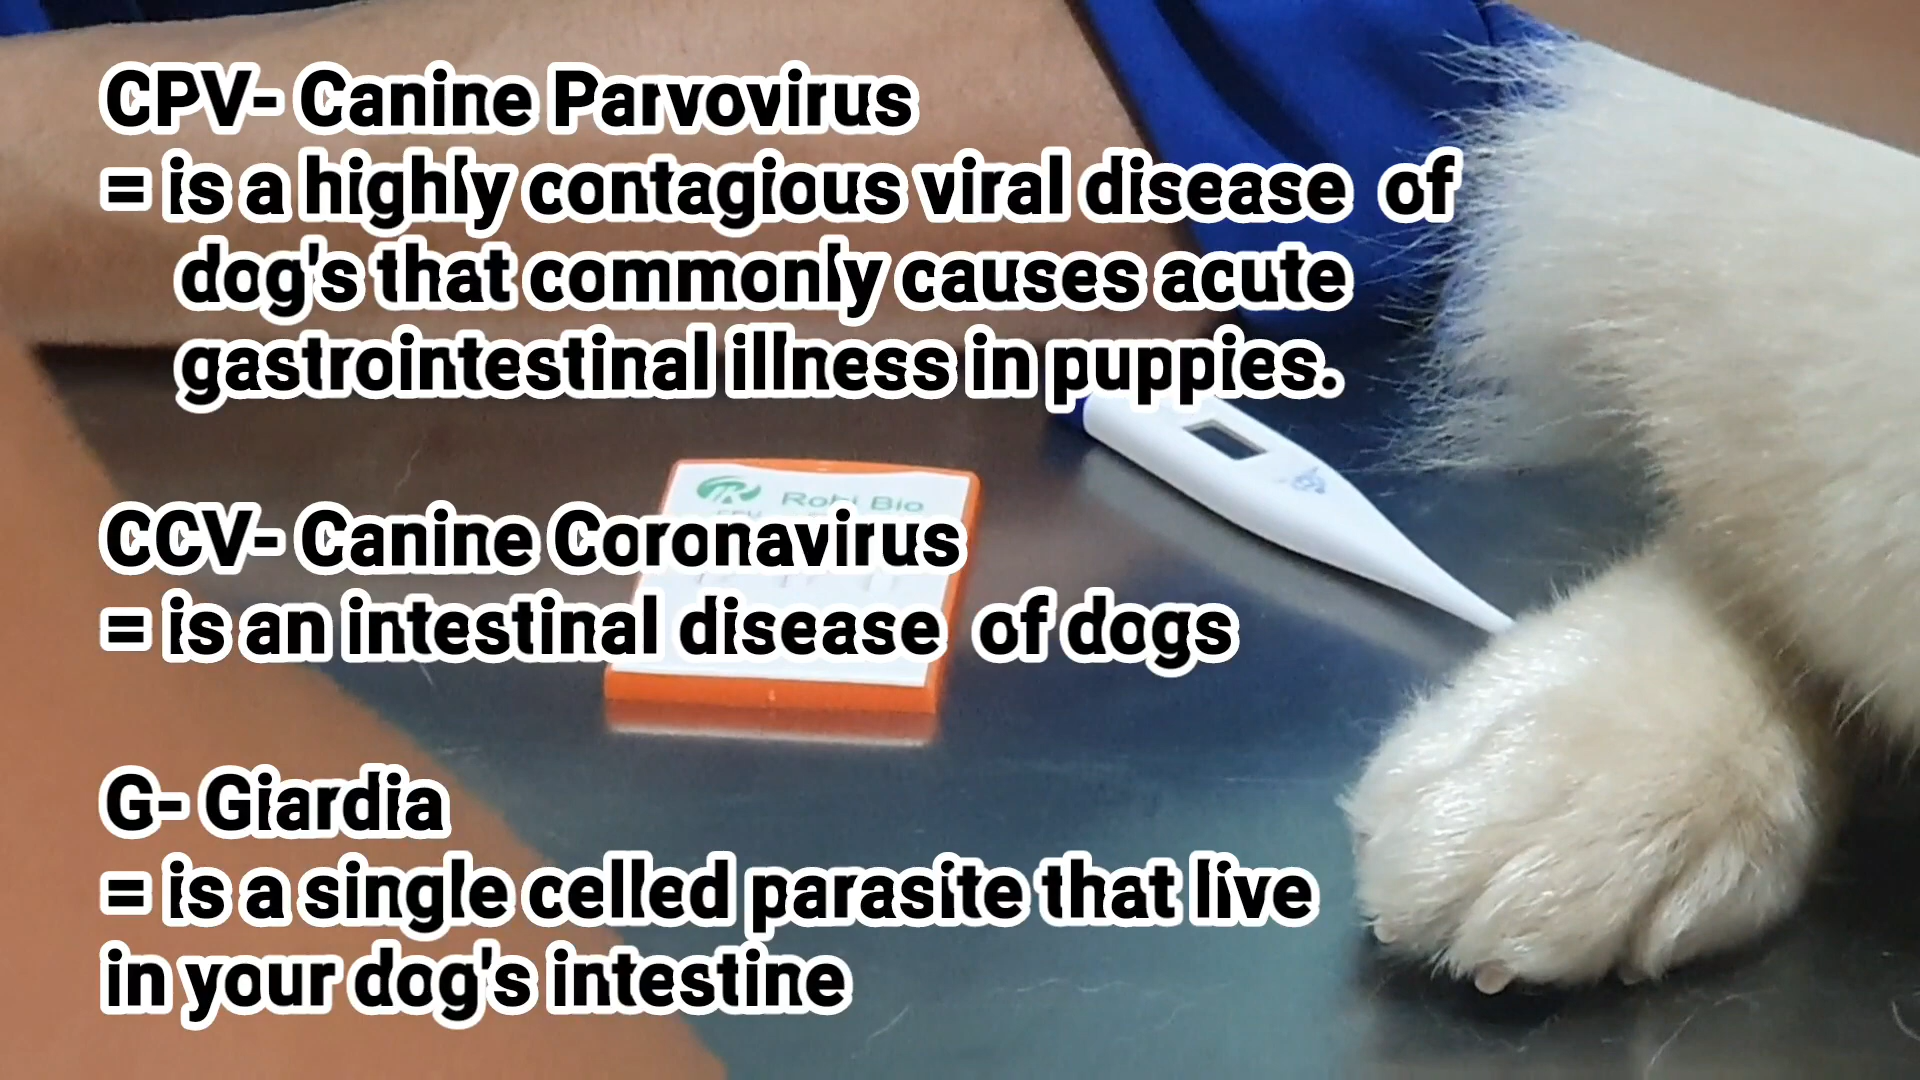 CPV- Canine Parvovirus
= is a highly contagious viral disease of
dog's that commonly causes acute
gastrointestinal illness in puppies.
Robi Bio
CCV- Canine Coronavirus
= is an intestinal disease of dogs
G- Giardia
= is a single celled parasite that live
in your dog's intestine